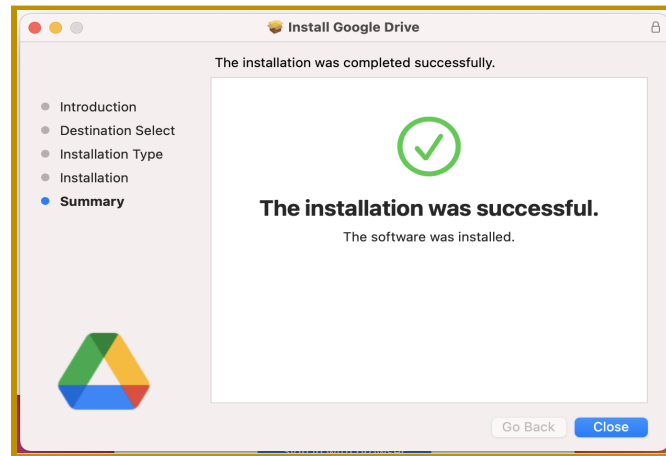 Install Google Drive
The installation was completed successfully.
Introduction
Destination Select
Installation Type
Installation
Summary
The installation was successful.
The software was installed.
Go Back
Close